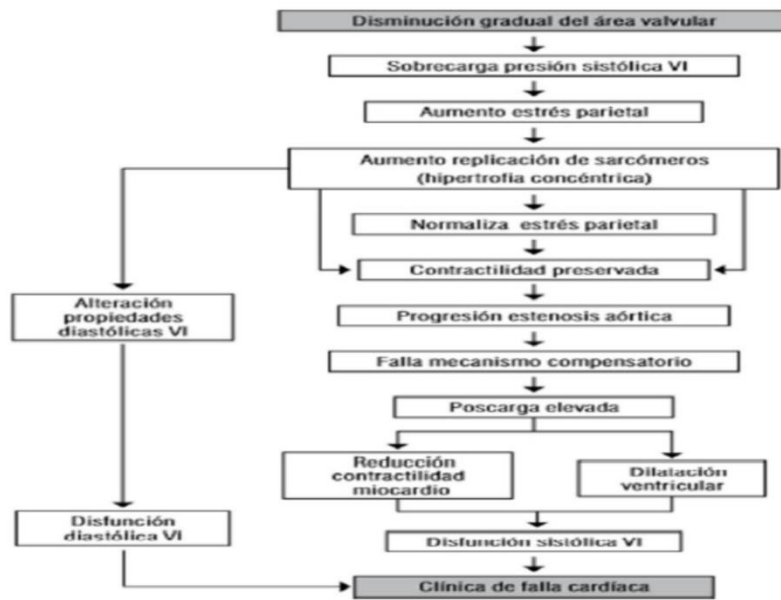 Disminución gradual del área valvular
Sobrecarga presión sistólica VI
Aumento estrés parietal
Aumento replicación de sarcómeros
(hipertrofia concéntrica)
Normaliza estrés parietal
Contractilidad preservada
Alteración
propiedades
diastólicas VI
Progresión estenosis aórtica
Falla mecanismo compensatorio
Poscarga elevada
Reducción
contractilidad
miocardio
Dilatación
ventricular
Disfunción
diastólica VI
Disfunción sistólica VI
Clínica de falla cardíaca